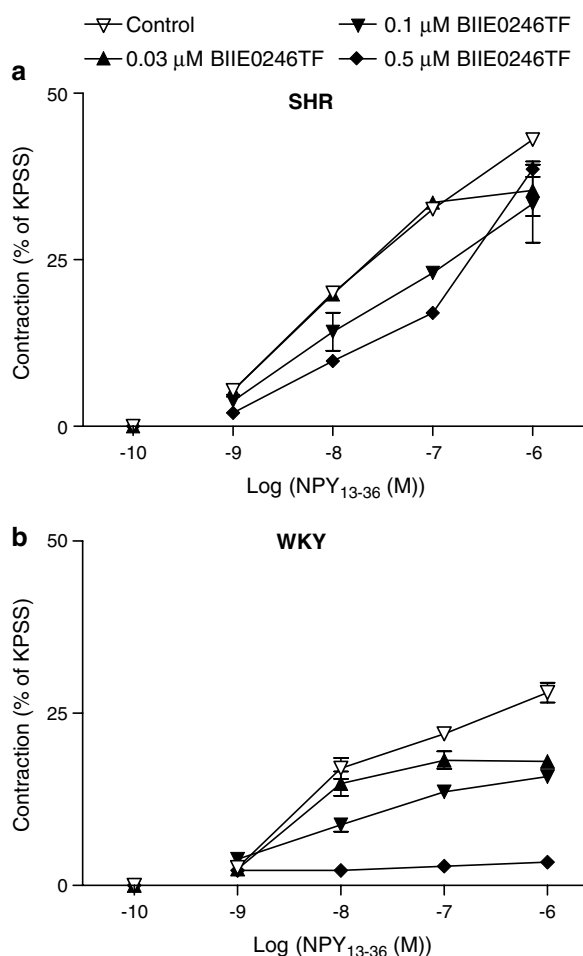 Control
0.1 μM BIIE0246TF
0.03 μM BIIE0246TF
0.5 μM BIIE0246TF
a
SHR
50
25
0
Contraction (% of KPSS)
-10 -9 -8 -7 -6
Log (NPY13-36 (M))
b
WKY
50
25
0
Contraction (% of KPSS)
-10 -9 -8 -7 -6
Log (NPY13-36 (M))